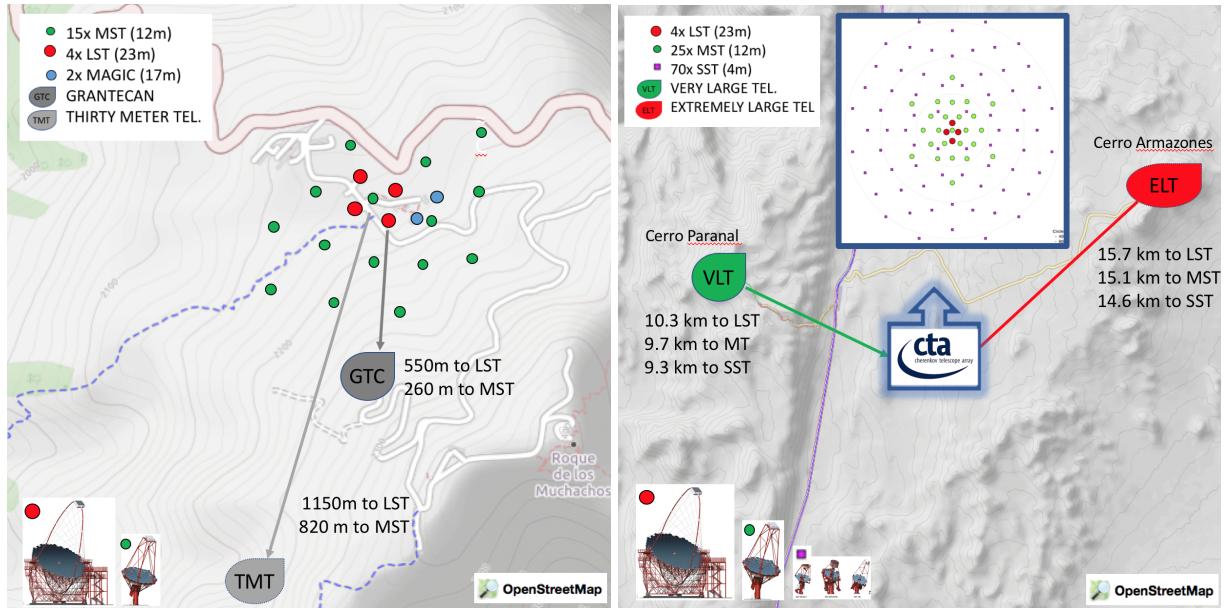 15x MST (12m)
4x LST (23m)
2x MAGIC (17m)
GTC GRANTECAN
TMT THIRTY METER TEL.
2100
2000
2100
GTC
550m to LST
260 m to MST
Roque
de los
Muchachos
1150m to LST
820 m to MST
TMT
OpenStreetMap
4x LST (23m)
25x MST (12m)
70x SST (4m)
VLT VERY LARGE TEL.
ELT EXTREMELY LARGE TEL
Cerro Armazones
ELT
15.7 km to LST
15.1 km to MST
14.6 km to SST
Cerro Paranal
VLT
10.3 km to LST
9.7 km to MT
9.3 km to SST
cta
cherenkov telescope array
OpenStreetMap